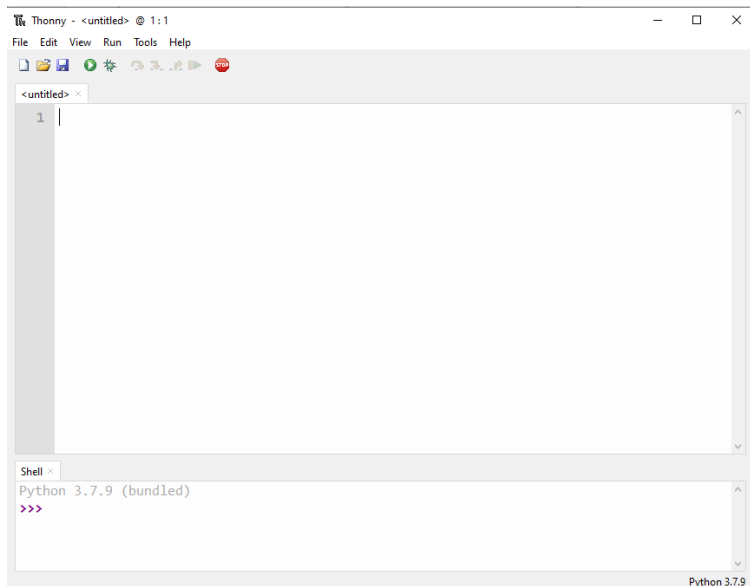 Thonny - <untitled> @ 1:1
File Edit View Run Tools Help
STOP
<untitled>
1
Shell
Python 3.7.9 (bundled)
>>>
Python 3.7.9